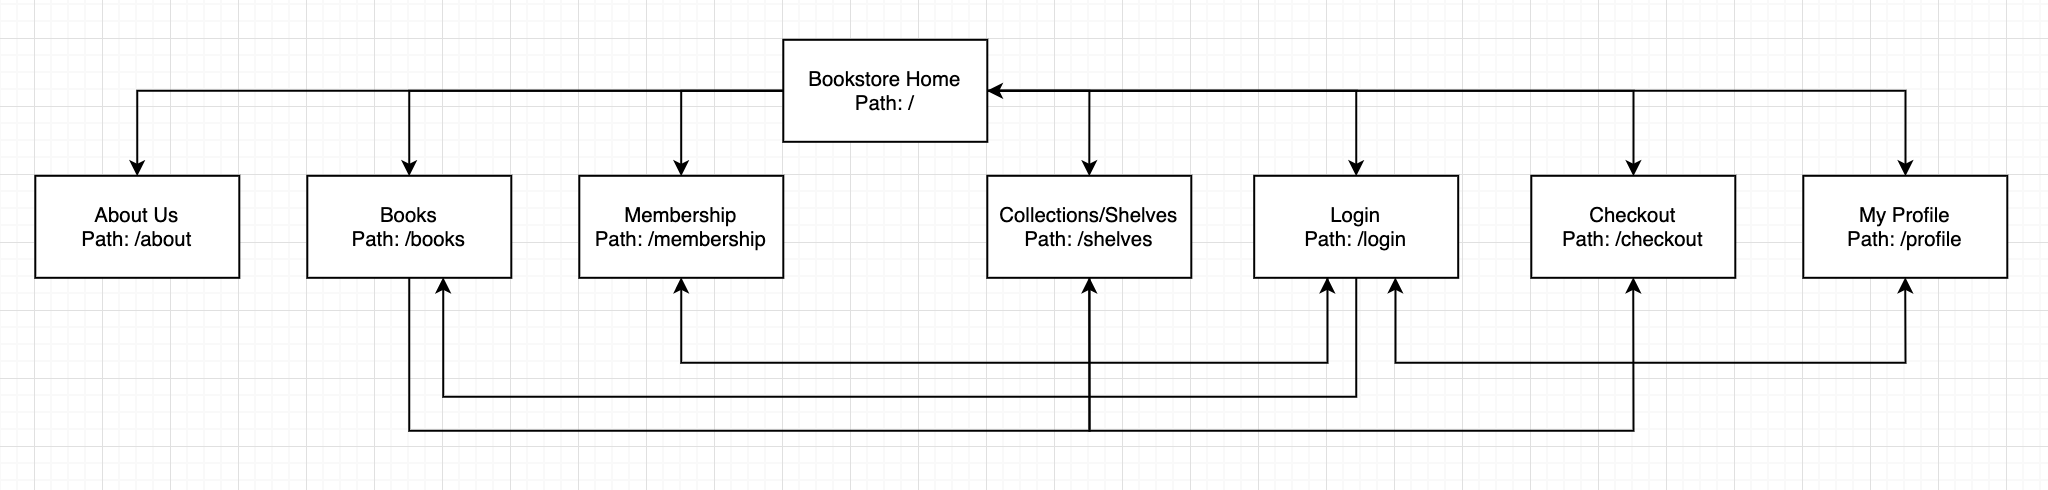 Bookstore Home
Path: /
About Us
Path: /about
Books
Path: /books
Membership
Path: /membership
Collections/Shelves
Path: /shelves
Login
Path: /login
Checkout
Path: /checkout
My Profile
Path: /profile